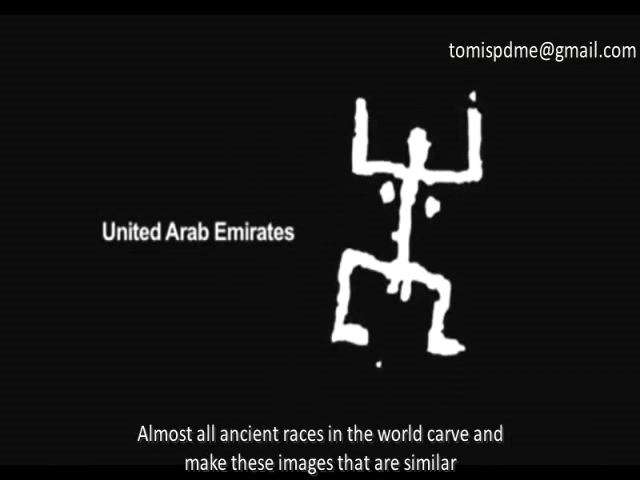 tomispdme@gmail.com
United Arab Emirates
Almost all ancient races in the world carve and
make these images that are similar